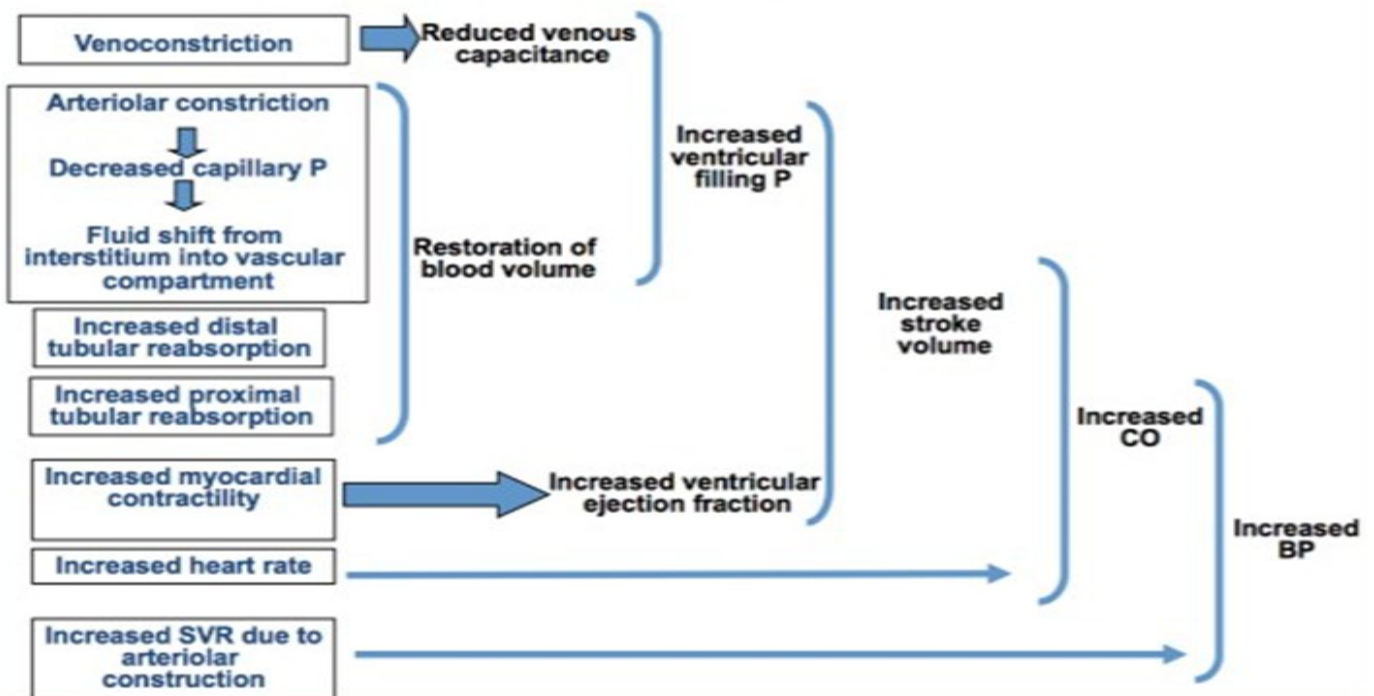 Venoconstriction
Reduced venous
capacitance
Arteriolar constriction
Decreased capillary P
Fluid shift from
interstitium into vascular
compartment
Increased
ventricular
filling P
Restoration of
blood volume
Increased distal
tubular reabsorption
Increased proximal
tubular reabsorption
Increased
stroke
volume
Increased myocardial
contractility
Increased ventricular
ejection fraction
Increased
CO
Increased heart rate
Increased
BP
Increased SVR due to
arteriolar
construction